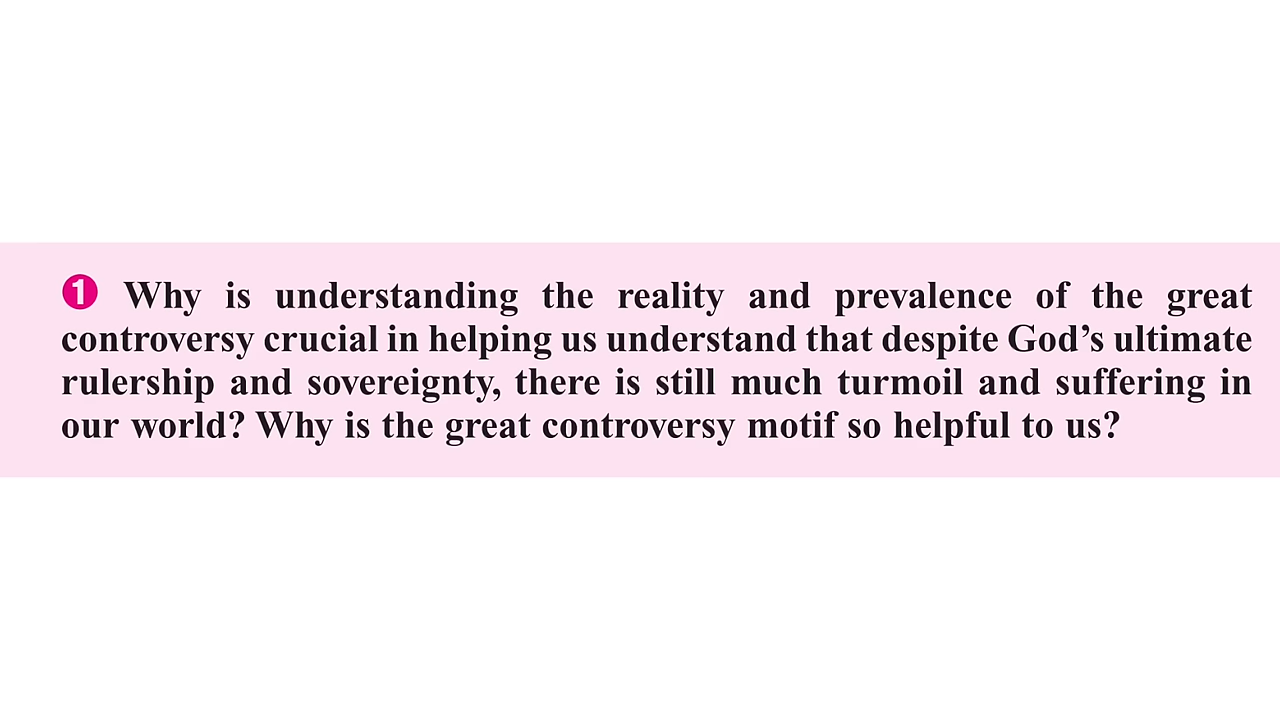 ❶ Why is understanding the reality and prevalence of the great
controversy crucial in helping us understand that despite God’s ultimate
rulership and sovereignty, there is still much turmoil and suffering in
our world? Why is the great controversy motif so helpful to us?